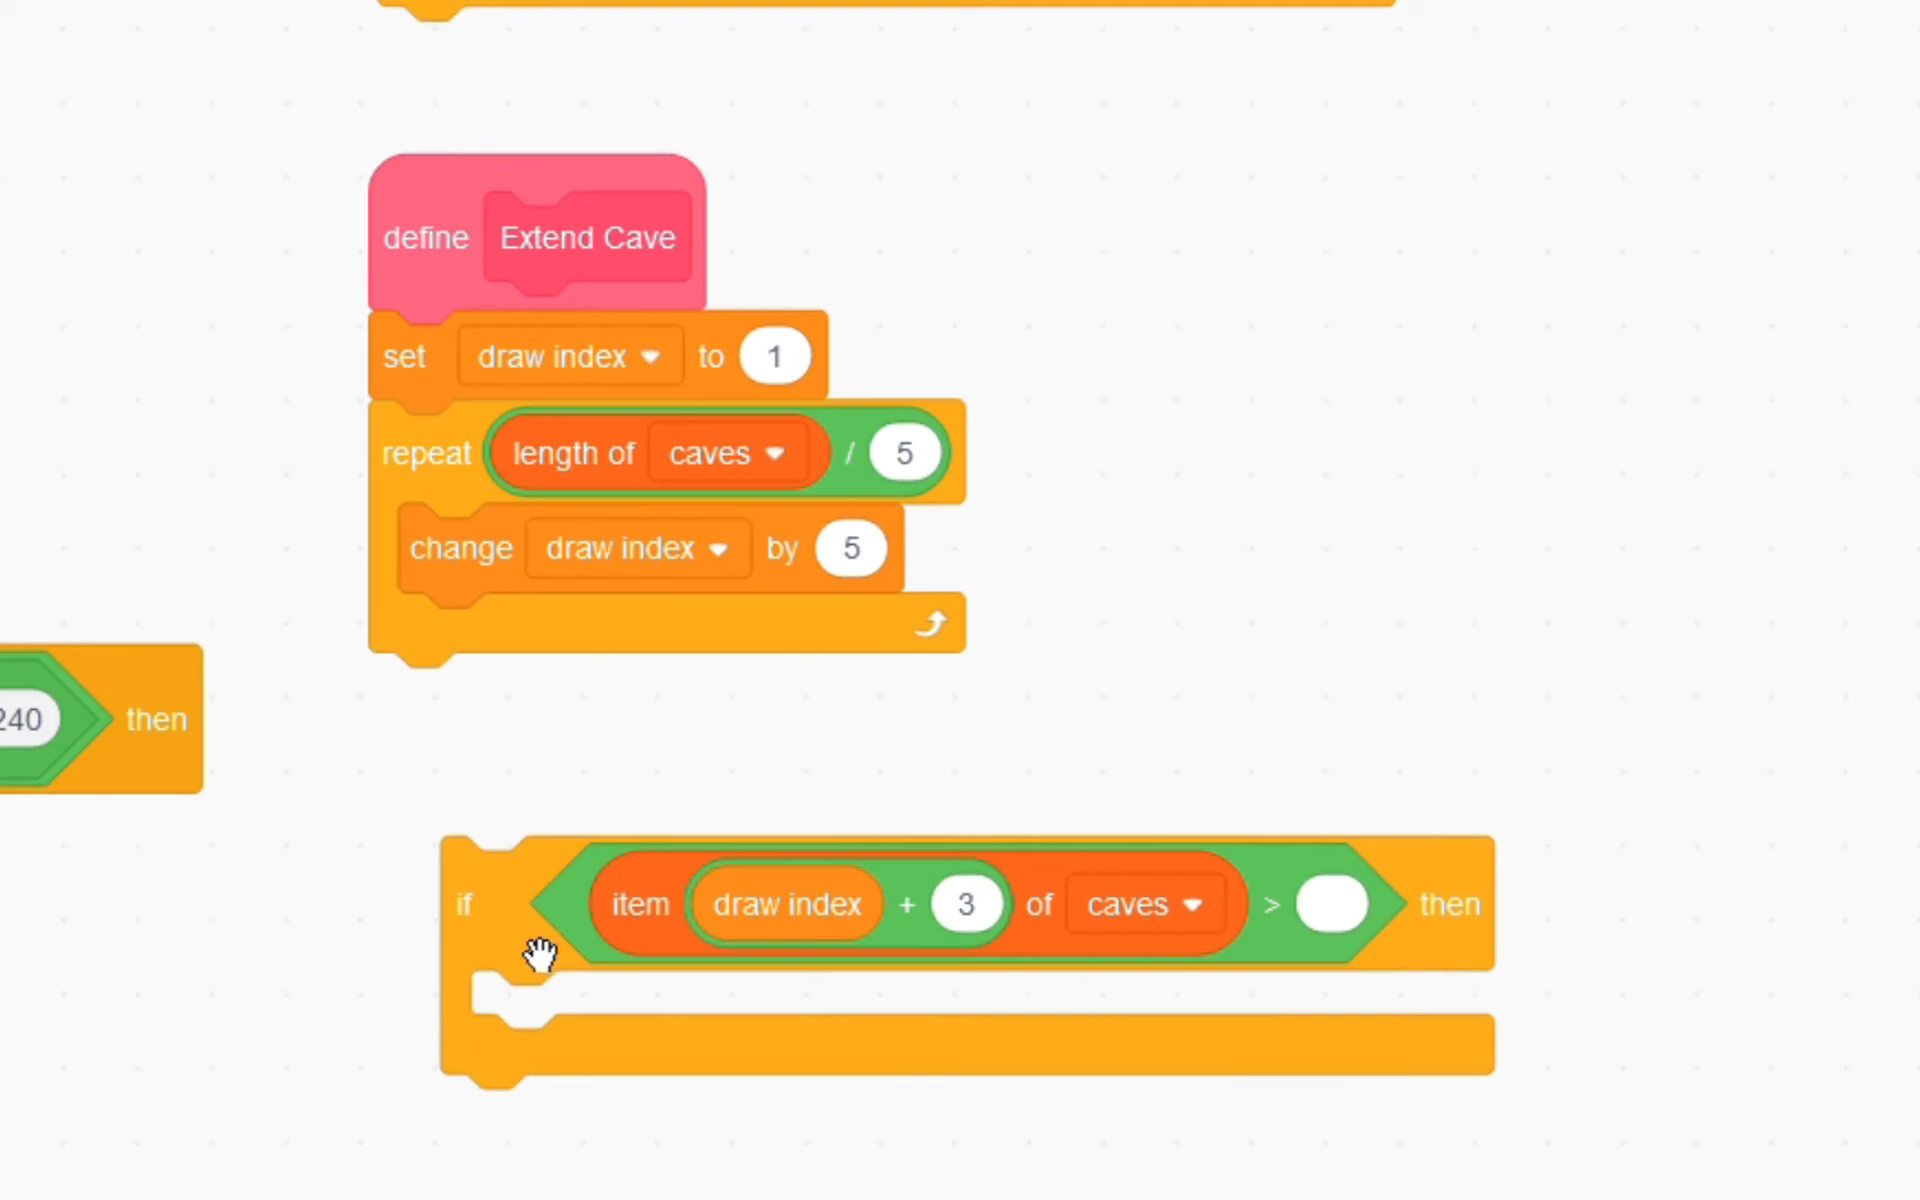 define Extend Cave
set draw index to 1
repeat length of caves / 5
change draw index by 5
240 then
if item draw index + 3 of caves > then